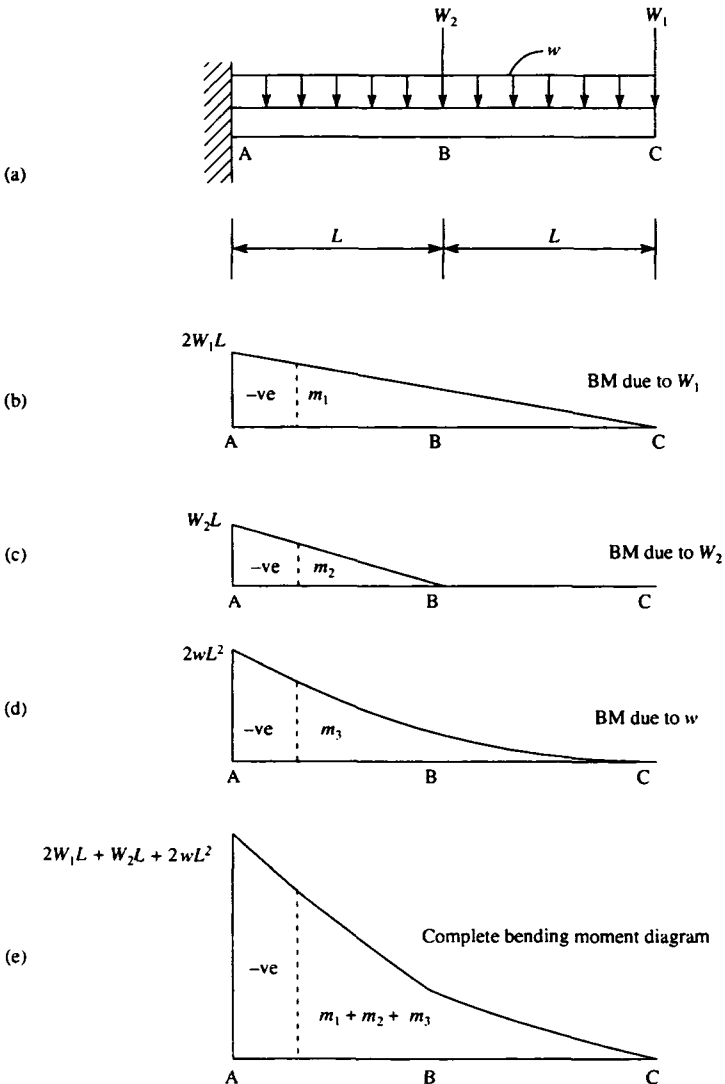 W₂ W₁
w
A B C
(a)
L L
2W₁L
BM due to W₁
(b)
–ve m₁
A B C
W₂L
(c)
BM due to W₂
–ve m₂
A B C
2wL²
(d)
BM due to w
–ve m₃
A B C
2W₁L + W₂L + 2wL²
Complete bending moment diagram
(e)
–ve
m₁ + m₂ + m₃
A B C